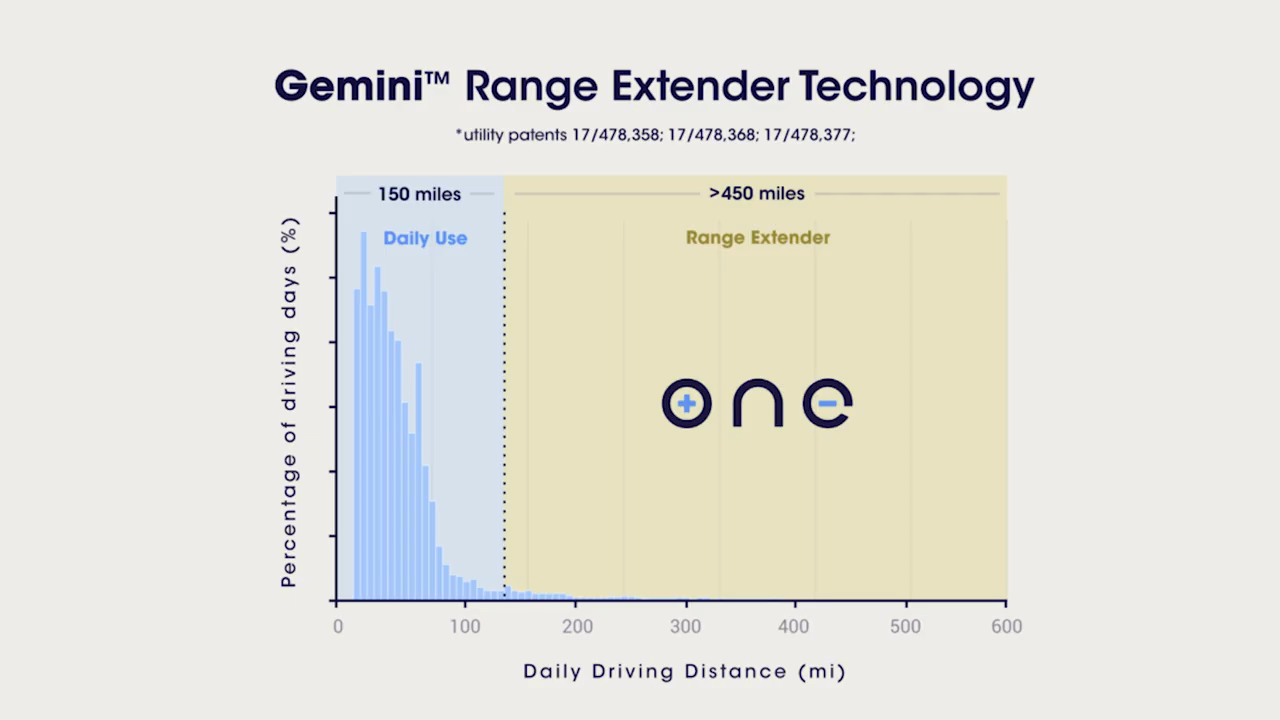 Gemini™ Range Extender Technology
*utility patents 17/478,358; 17/478,368; 17/478,377;
150 miles
>450 miles
Daily Use
Range Extender
Percentage of driving days (%)
one
0 100 200 300 400 500 600
Daily Driving Distance (mi)